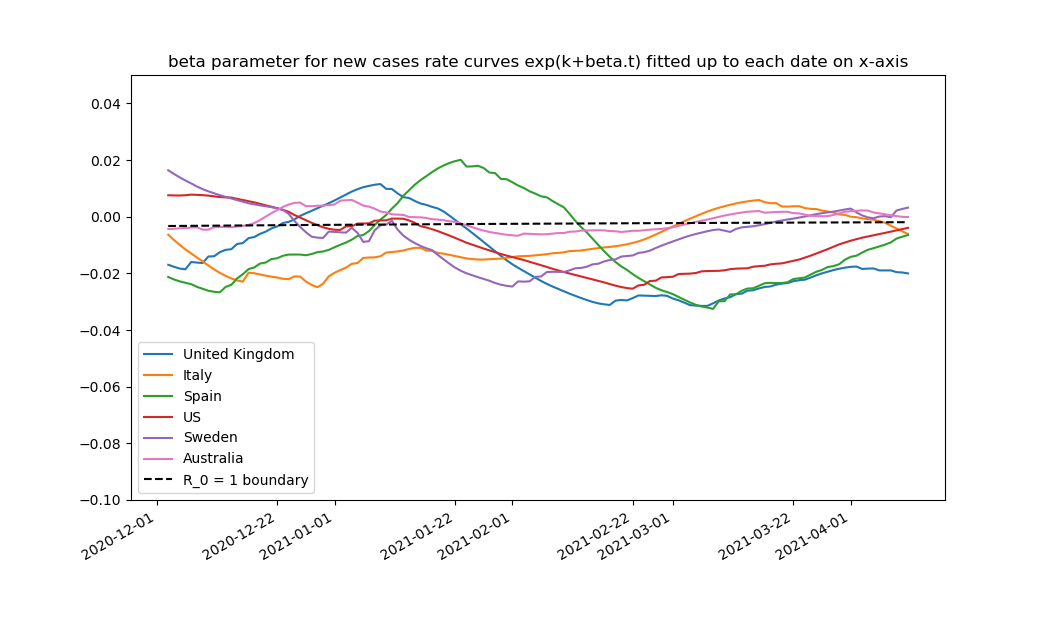 beta parameter for new cases rate curves exp(k+beta.t) fitted up to each date on x-axis
0.04
0.02
0.00
−0.02
−0.04
−0.06
−0.08
−0.10
United Kingdom
Italy
Spain
US
Sweden
Australia
R_0 = 1 boundary
2020-12-01
2020-12-22
2021-01-01
2021-01-22
2021-02-01
2021-02-22
2021-03-01
2021-03-22
2021-04-01